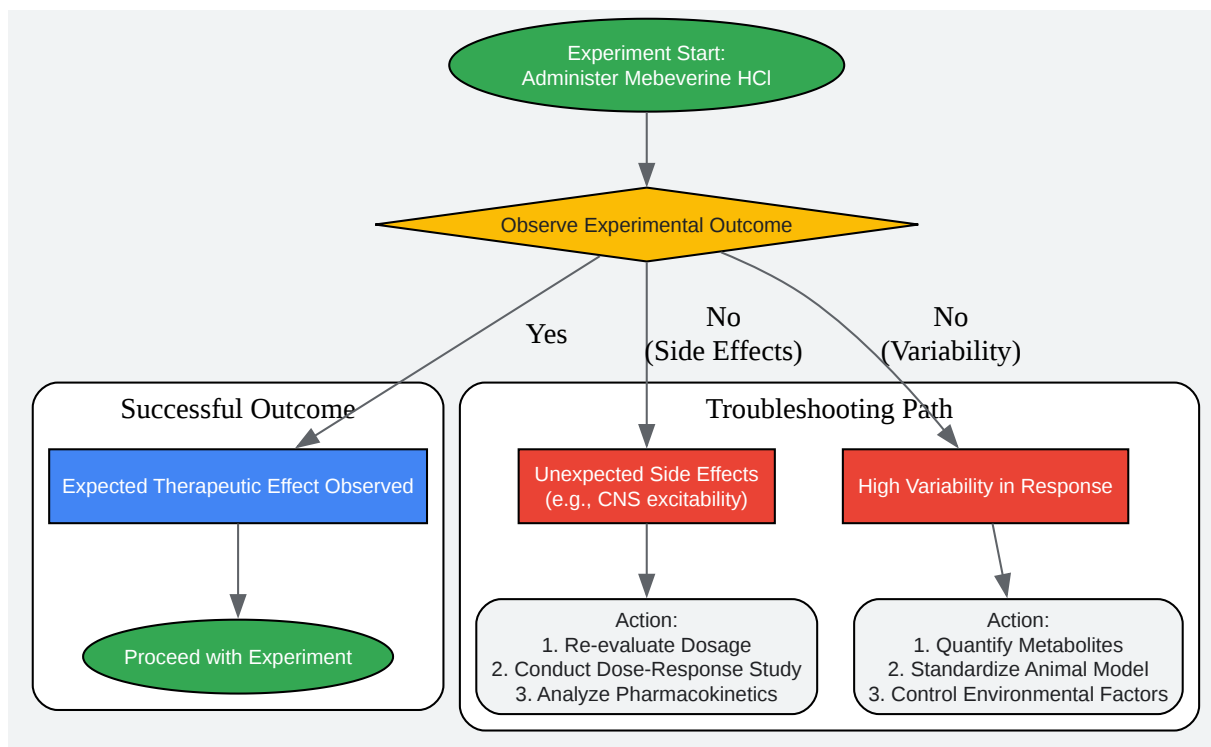 Experiment Start:
Administer Mebeverine HCl
Observe Experimental Outcome
Yes
No
(Side Effects)
No
(Variability)
Successful Outcome
Expected Therapeutic Effect Observed
Proceed with Experiment
Troubleshooting Path
Unexpected Side Effects
(e.g., CNS excitability)
High Variability in Response
Action:
1. Re-evaluate Dosage
2. Conduct Dose-Response Study
3. Analyze Pharmacokinetics
Action:
1. Quantify Metabolites
2. Standardize Animal Model
3. Control Environmental Factors